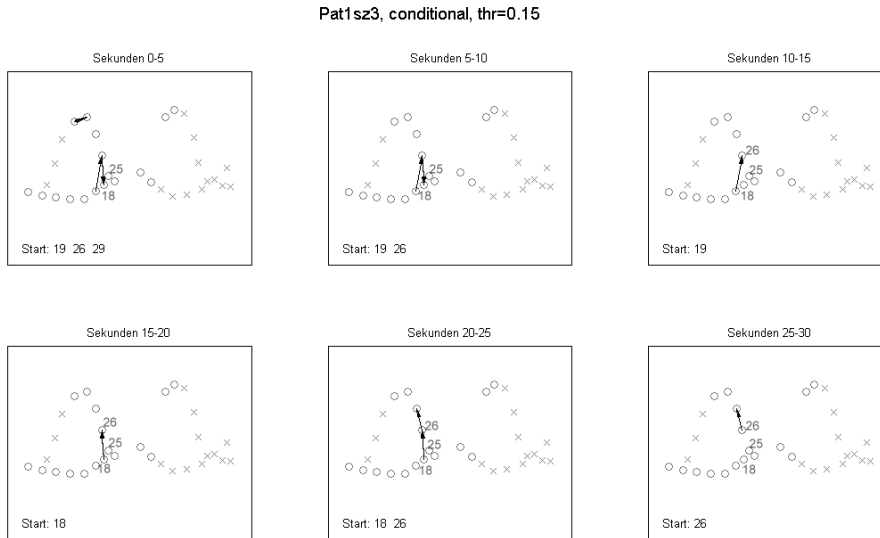 Pat1sz3, conditional, thr=0.15
Sekunden 0-5
25
18
Start: 19 26 29
Sekunden 5-10
25
18
Start: 19 26
Sekunden 10-15
26
25
18
Start: 19
Sekunden 15-20
26
25
18
Start: 18
Sekunden 20-25
26
25
18
Start: 18 26
Sekunden 25-30
26
25
18
Start: 26